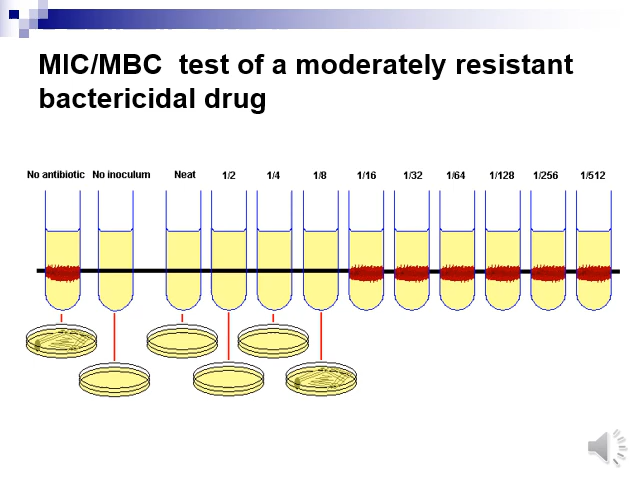 MIC/MBC  test of a moderately resistant
bactericidal drug
No antibiotic No inoculum Neat 1/2 1/4 1/8 1/16 1/32 1/64 1/128 1/256 1/512